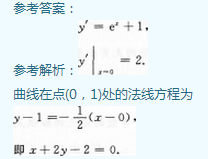 参考答案：
y′ = eˣ + 1，
y′|ₓ₌₀ = 2.
参考解析：
曲线在点(0，1)处的法线方程为
y－1=－1/2(x－0)，
即 x＋2y－2＝0.